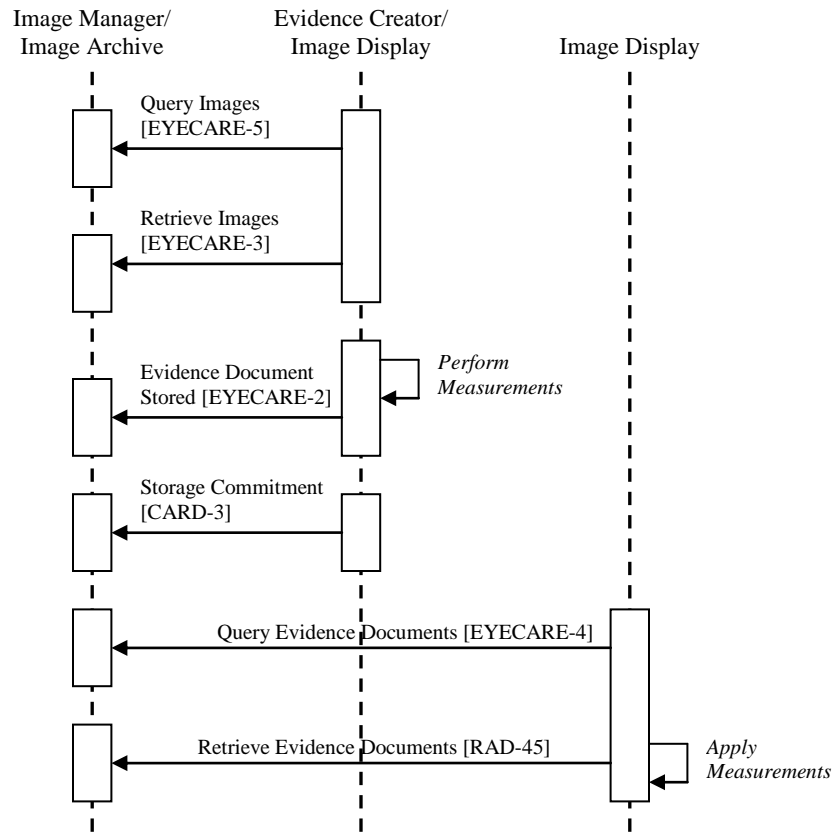 Image Manager/
Image Archive
Evidence Creator/
Image Display
Image Display
Query Images
[EYECARE-5]
Retrieve Images
[EYECARE-3]
Perform
Measurements
Evidence Document
Stored [EYECARE-2]
Storage Commitment
[CARD-3]
Query Evidence Documents [EYECARE-4]
Retrieve Evidence Documents [RAD-45]
Apply
Measurements